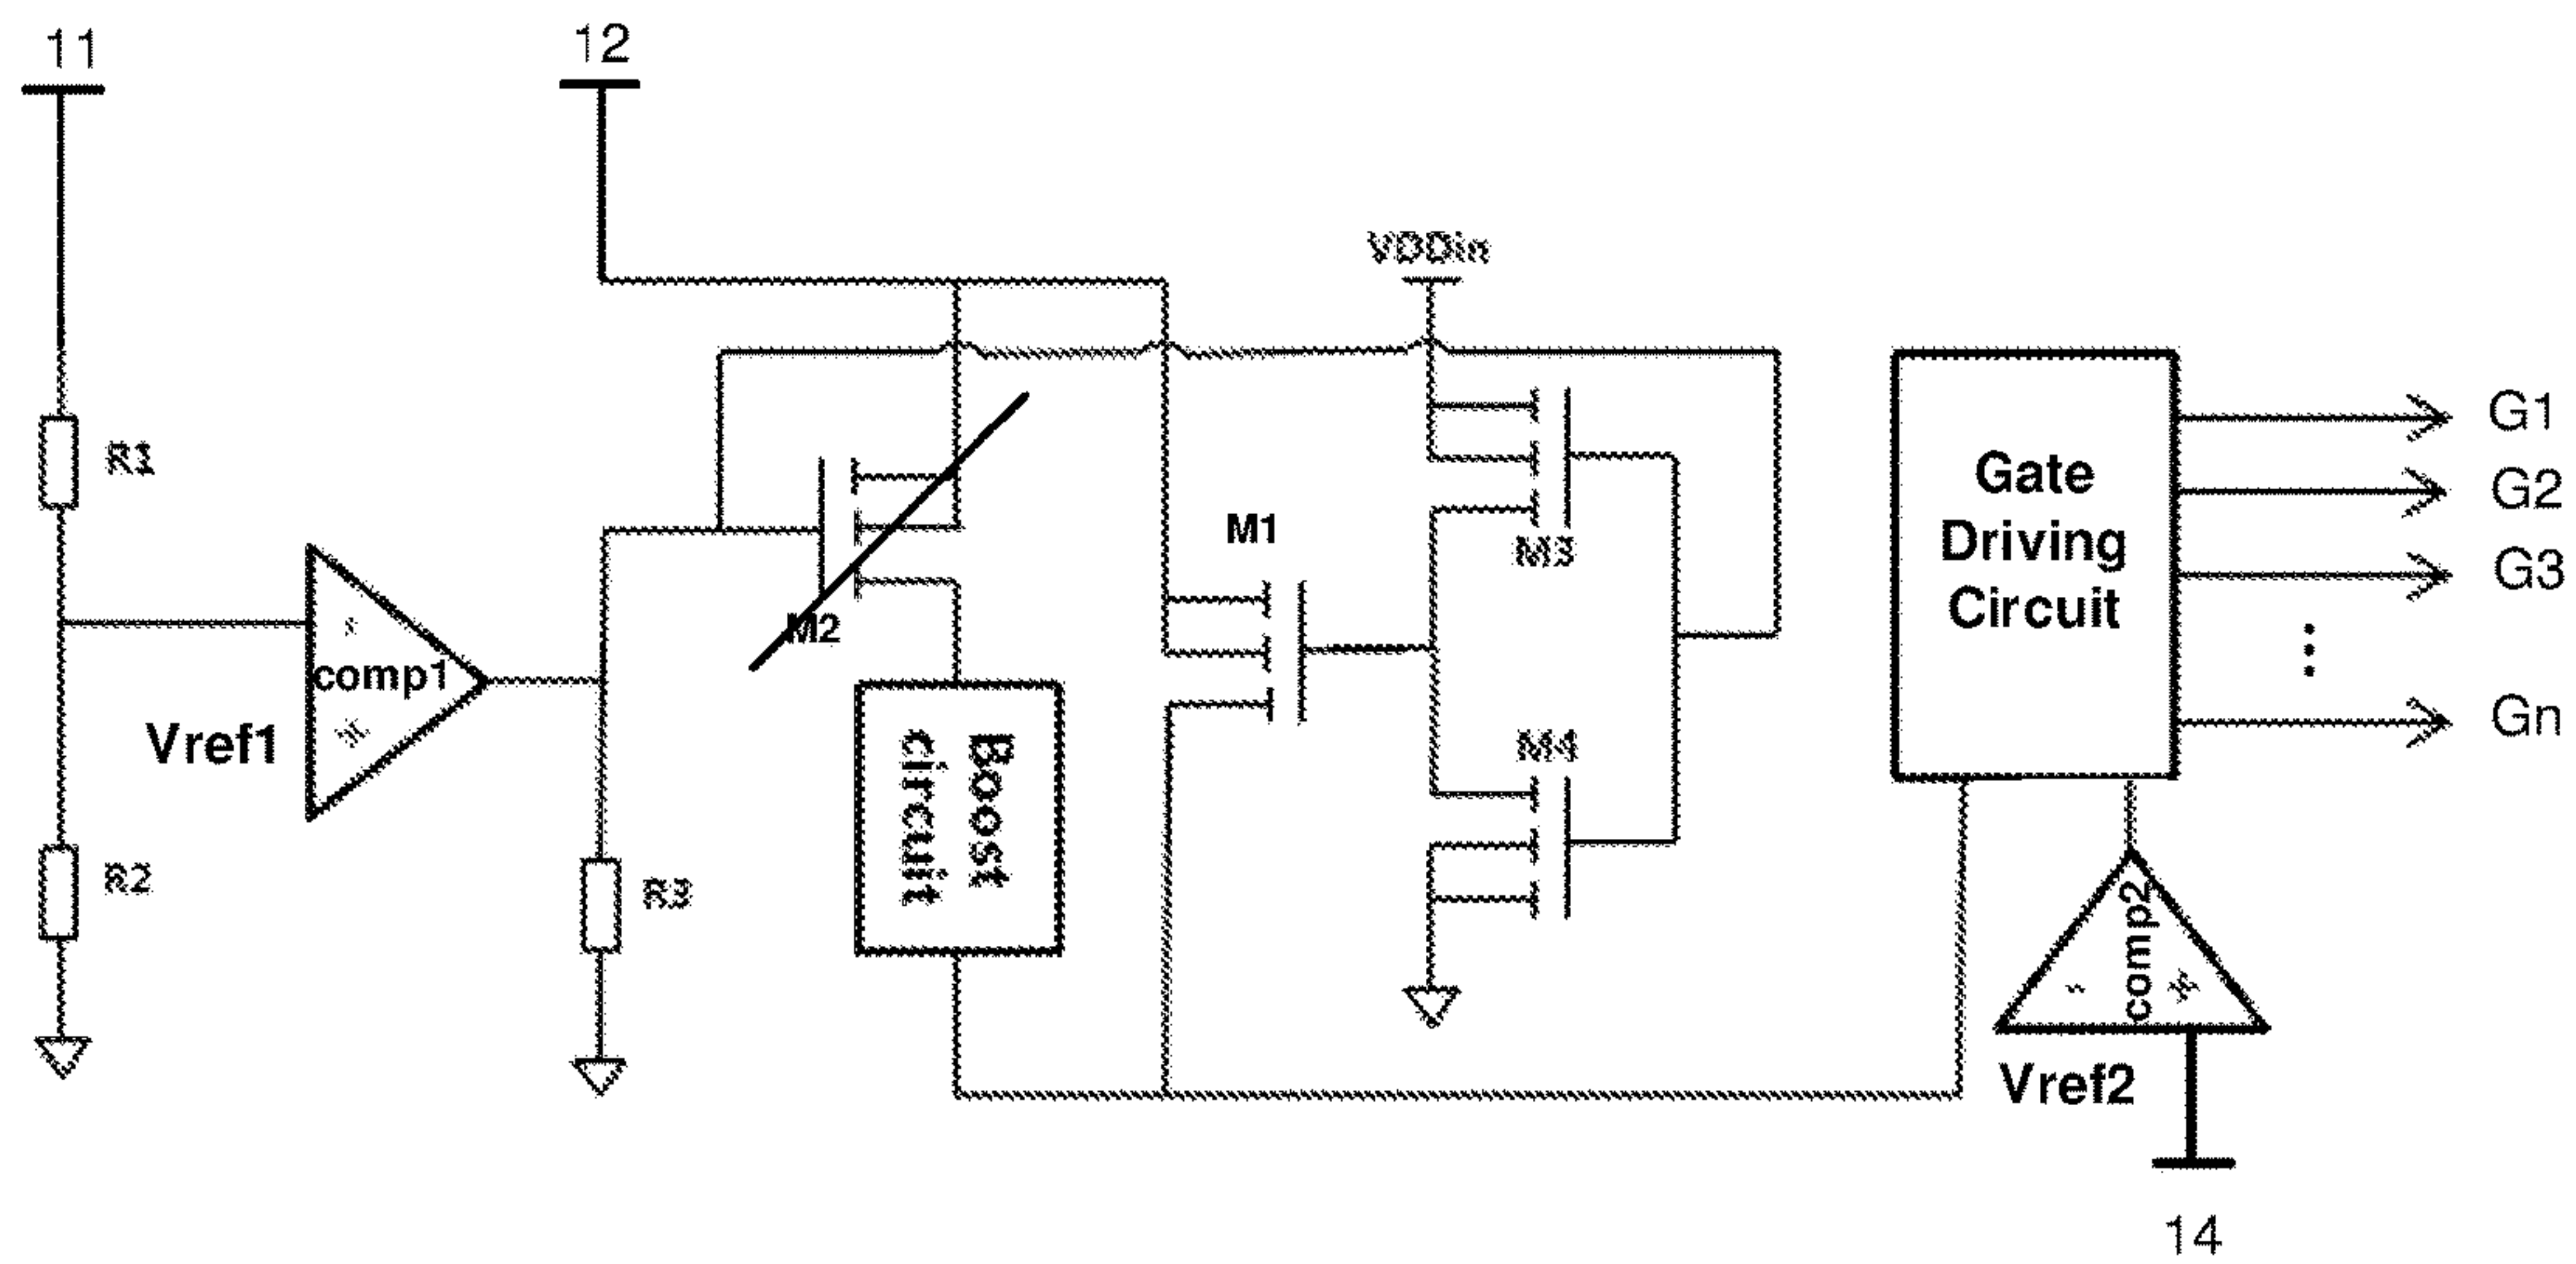 11
12
VDDin
R1
M1
M3
M2
comp1
Vref1
Boost
circuit
M4
R2
R3
Gate
Driving
Circuit
G1
G2
G3
Gn
comp2
Vref2
14